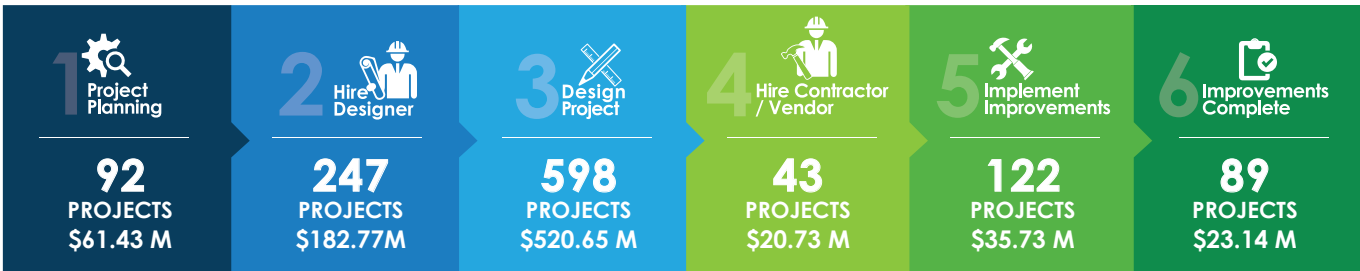 1
Project
Planning
92
PROJECTS
$61.43 M
2
Hire
Designer
247
PROJECTS
$182.77M
3
Design
Project
598
PROJECTS
$520.65 M
4
Hire Contractor
/ Vendor
43
PROJECTS
$20.73 M
5
Implement
Improvements
122
PROJECTS
$35.73 M
6
Improvements
Complete
89
PROJECTS
$23.14 M